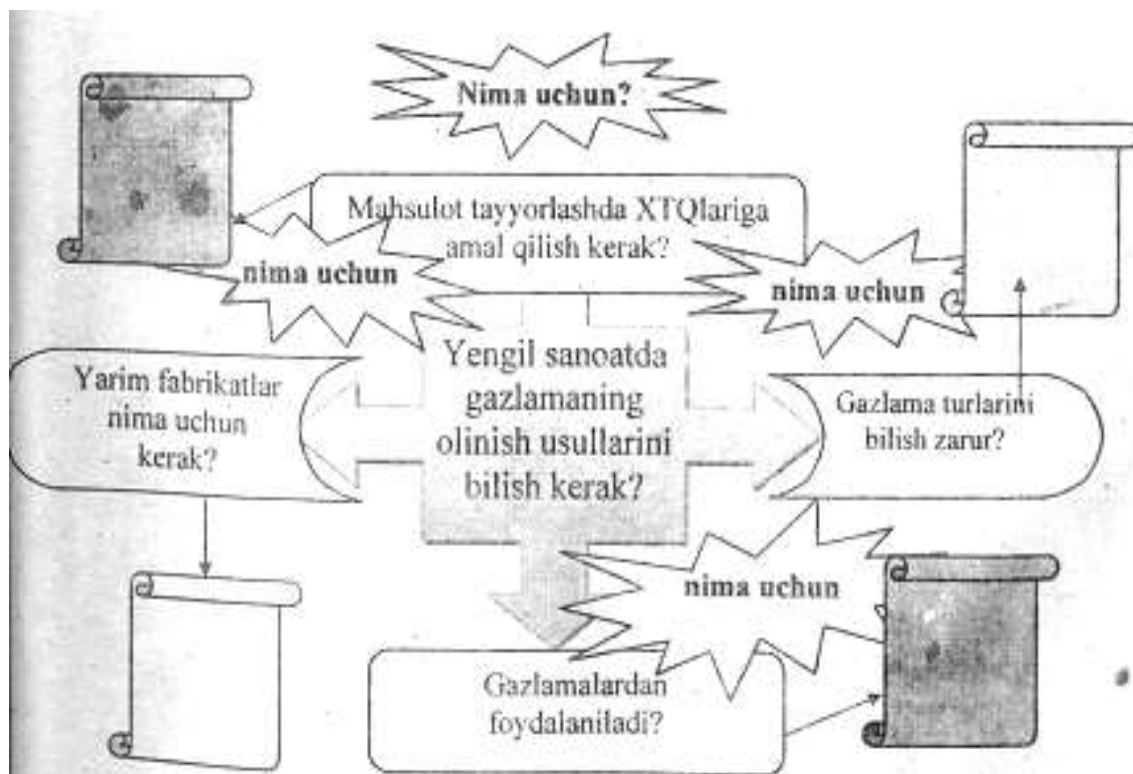 Nima uchun?
Mahsulot tayyorlashda XTQlariga
amal qilish kerak?
nima uchun
nima uchun
Yarim fabrikatlar
nima uchun
kerak?
Yengil sanoatda
gazlamaning
olinish usullarini
bilish kerak?
Gazlama turlarini
bilish zarur?
nima uchun
Gazlamalardan
foydalaniladi?